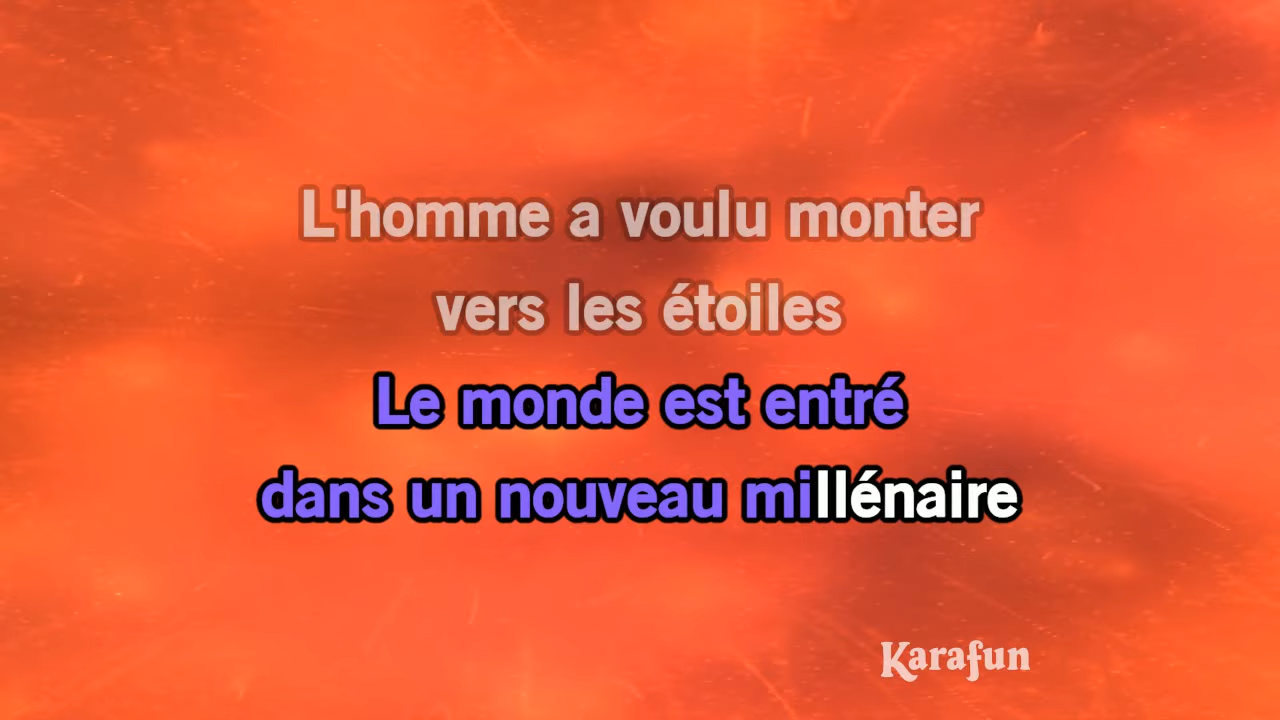 L'homme a voulu monter
vers les étoiles
Le monde est entré
dans un nouveau millénaire
Karafun